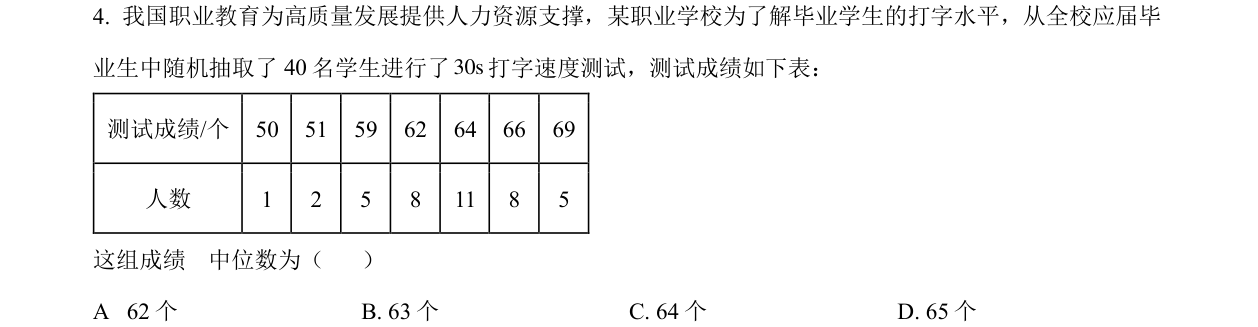 4. 我国职业教育为高质量发展提供人力资源支撑，某职业学校为了解毕业学生的打字水平，从全校应届毕
业生中随机抽取了 40 名学生进行了 30s 打字速度测试，测试成绩如下表：
测试成绩/个 50 51 59 62 64 66 69
人数 1 2 5 8 11 8 5
这组成绩 中位数为（ ）
A 62 个 B. 63 个 C. 64 个 D. 65 个